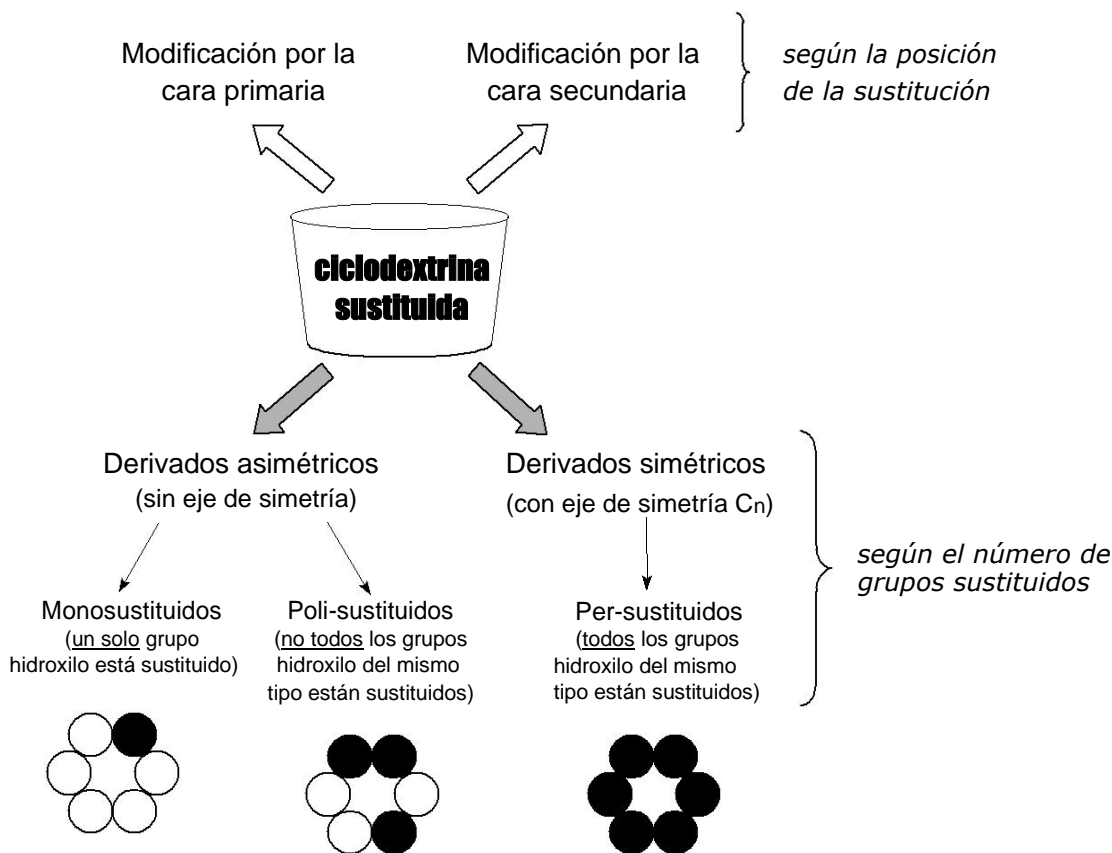 Modificación por la
cara primaria
Modificación por la
cara secundaria
según la posición
de la sustitución
ciclodextrina
sustituida
Derivados asimétricos
(sin eje de simetría)
Derivados simétricos
(con eje de simetría Cn)
según el número de
grupos sustituidos
Monosustituidos
(un solo grupo
hidroxilo está sustituido)
Poli-sustituidos
(no todos los grupos
hidroxilo del mismo
tipo están sustituidos)
Per-sustituidos
(todos los grupos
hidroxilo del mismo
tipo están sustituidos)